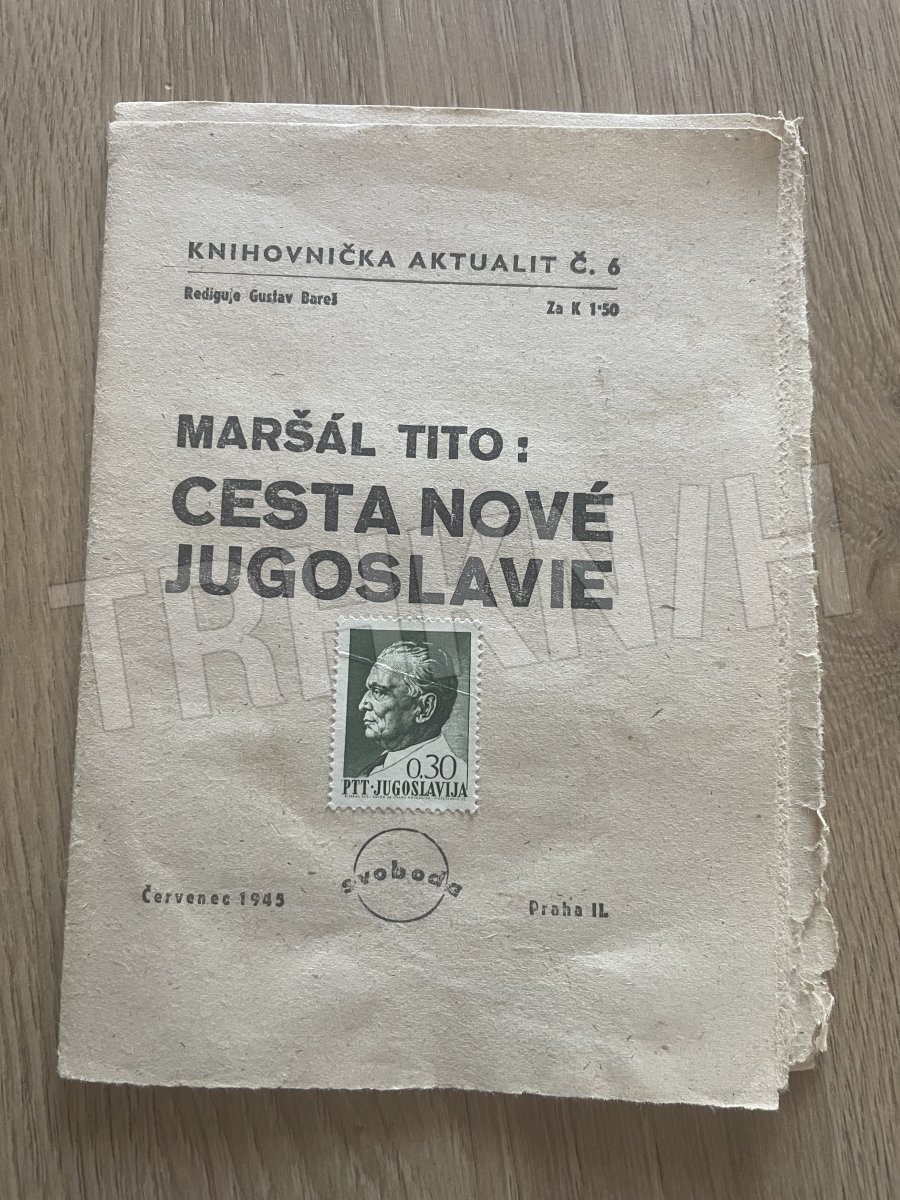 KNIHOVNIČKA AKTUALIT Č. 6
Rediguje Gustav Bareš
Za K 1·50
MARŠÁL TITO:
CESTA NOVÉ
JUGOSLAVIE
0,30
PTT·JUGOSLAVIJA
svoboda
Červenec 1945
Praha II.